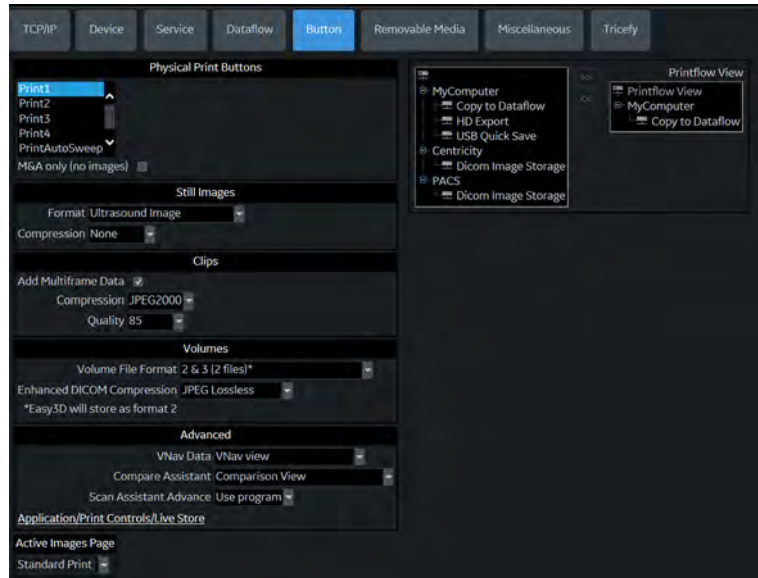 TCP/IP Device Service Dataflow Button Removable Media Miscellaneous Tricefy
Physical Print Buttons
Print1
Print2
Print3
Print4
PrintAutoSweep
M&A only (no images)
Still Images
Format Ultrasound Image
Compression None
Clips
Add Multiframe Data
Compression JPEG2000
Quality 85
Volumes
Volume File Format 2 & 3 (2 files)*
Enhanced DICOM Compression JPEG Lossless
*Easy3D will store as format 2
Advanced
VNav Data VNav view
Compare Assistant Comparison View
Scan Assistant Advance Use program
Application/Print Controls/Live Store
Active Images Page
Standard Print
MyComputer
Copy to Dataflow
HD Export
USB Quick Save
Centricity
Dicom Image Storage
PACS
Dicom Image Storage
>>
<<
Printflow View
Printflow View
MyComputer
Copy to Dataflow